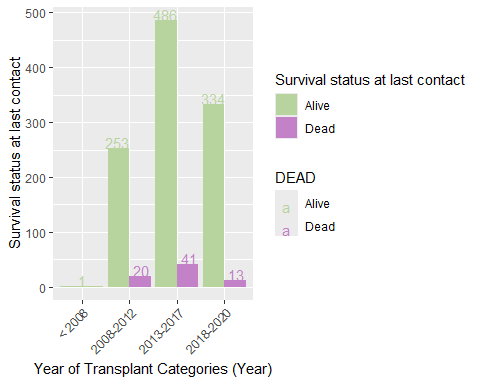 500
400
300
200
100
0
Survival status at last contact
1
253
20
486
41
334
13
< 2008
2008-2012
2013-2017
2018-2020
Year of Transplant Categories (Year)
Survival status at last contact
Alive
Dead
DEAD
a Alive
a Dead